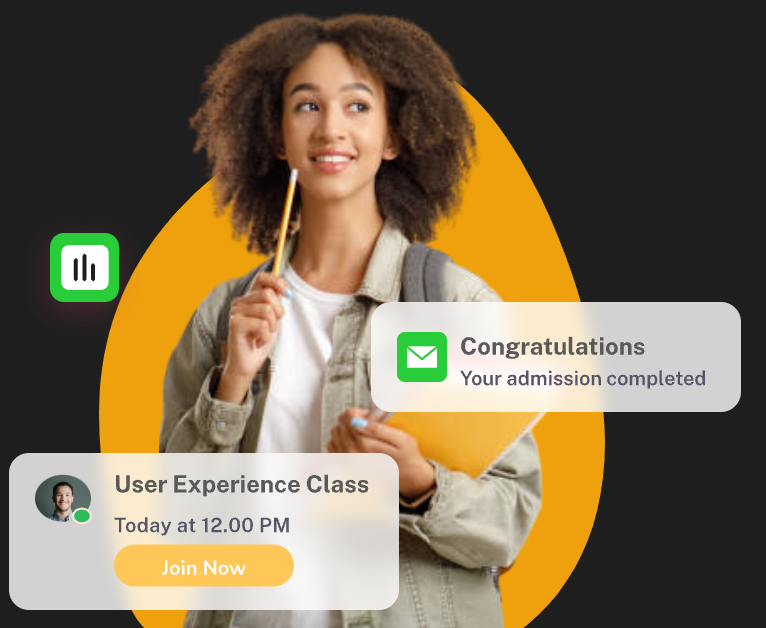 Congratulations
Your admission completed
User Experience Class
Today at 12.00 PM
Join Now